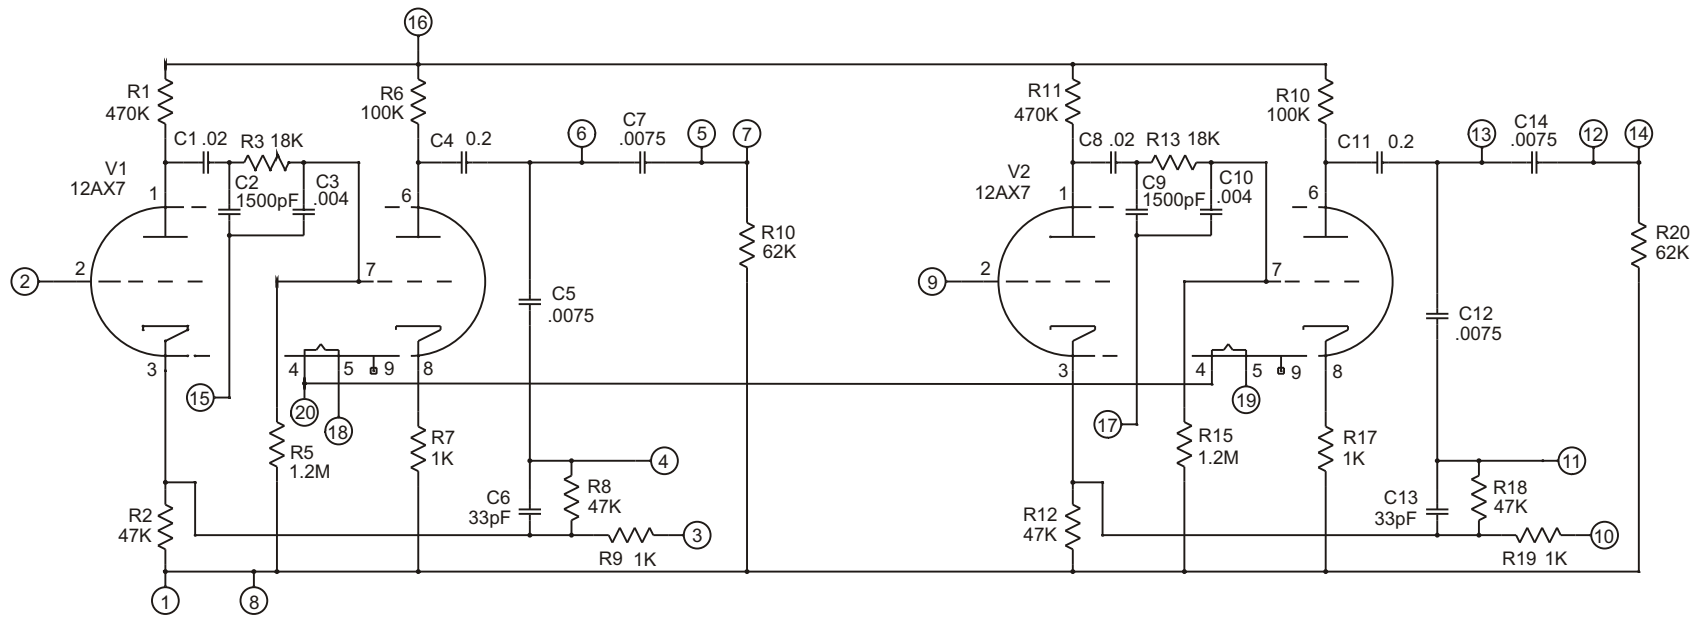 16
R1
470K
R6
100K
C1 .02
R3 18K
C4 0.2
C7
.0075
6
5
7
V1
12AX7
1
C2
1500pF
C3
.004
6
R10
62K
2
2
7
C5
.0075
3
4
5
9
8
15
20
18
R5
1.2M
R7
1K
4
C6
33pF
R8
47K
R2
47K
R9 1K
3
1
8
R11
470K
R10
100K
C8 .02
R13 18K
C11 0.2
C14
.0075
13
12
14
V2
12AX7
1
C9
1500pF
C10
.004
6
R20
62K
9
2
7
C12
.0075
3
4
5
9
8
17
19
R15
1.2M
R17
1K
11
C13
33pF
R18
47K
R12
47K
R19 1K
10